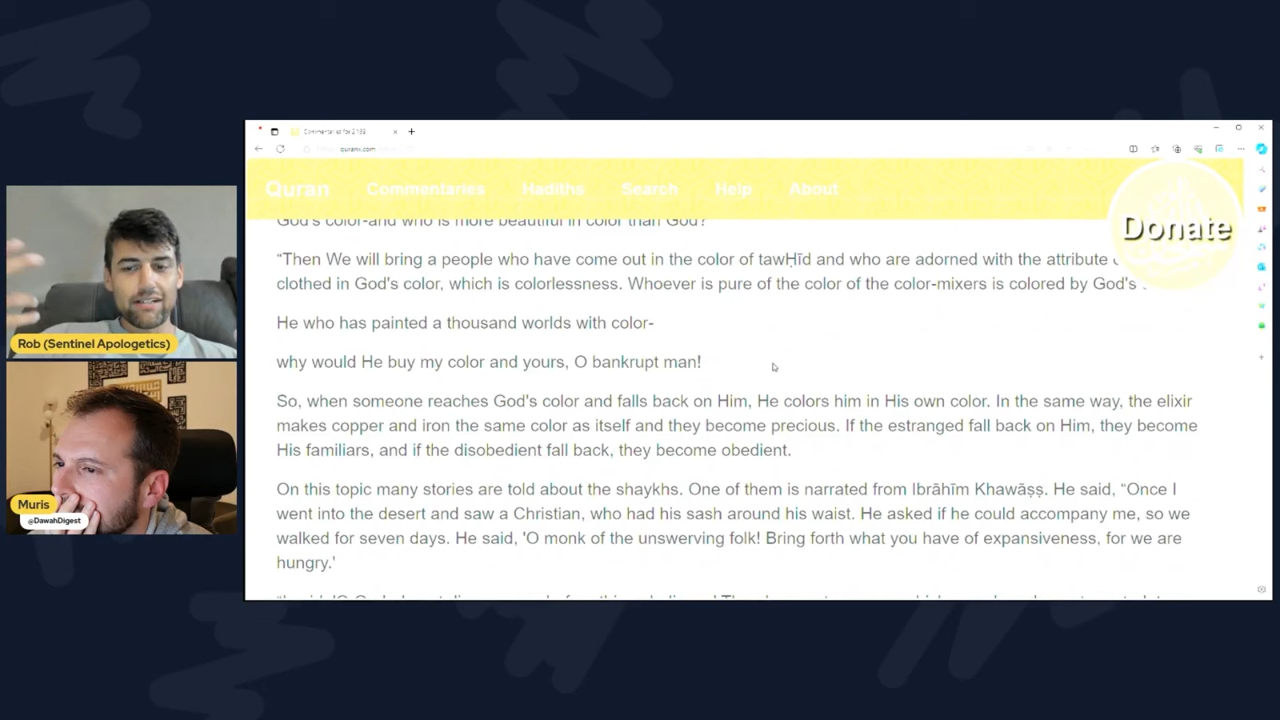 Commentaries for 2.138
quranx.com
Quran Commentaries Hadiths Search Help About
Donate
God's color-and who is more beautiful in color than God?
"Then We will bring a people who have come out in the color of tawḤīd and who are adorned with the attribute
clothed in God's color, which is colorlessness. Whoever is pure of the color of the color-mixers is colored by God's
He who has painted a thousand worlds with color-
why would He buy my color and yours, O bankrupt man!
So, when someone reaches God's color and falls back on Him, He colors him in His own color. In the same way, the elixir
makes copper and iron the same color as itself and they become precious. If the estranged fall back on Him, they become
His familiars, and if the disobedient fall back, they become obedient.
On this topic many stories are told about the shaykhs. One of them is narrated from Ibrāhīm Khawāṣṣ. He said, “Once I
went into the desert and saw a Christian, who had his sash around his waist. He asked if he could accompany me, so we
walked for seven days. He said, 'O monk of the unswerving folk! Bring forth what you have of expansiveness, for we are
hungry.'
Rob (Sentinel Apologetics)
Muris
@DawahDigest